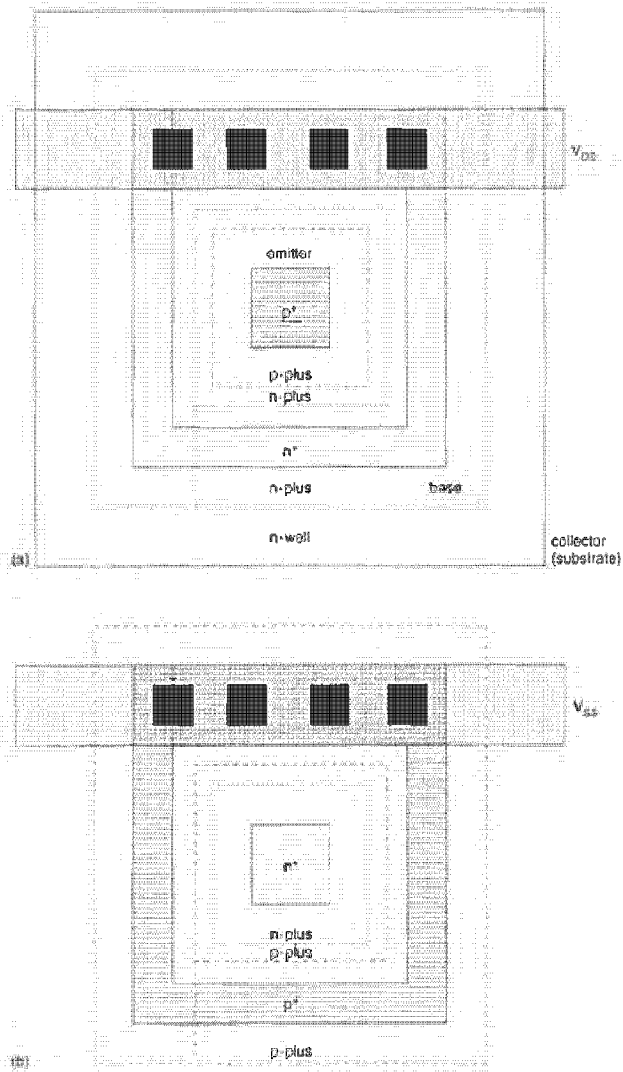 V_DD
emitter
p+
p-plus
n-plus
n+
n-plus
base
n-well
collector
(substrate)
(a)
V_SS
n+
n-plus
p-plus
p+
p-plus
(b)